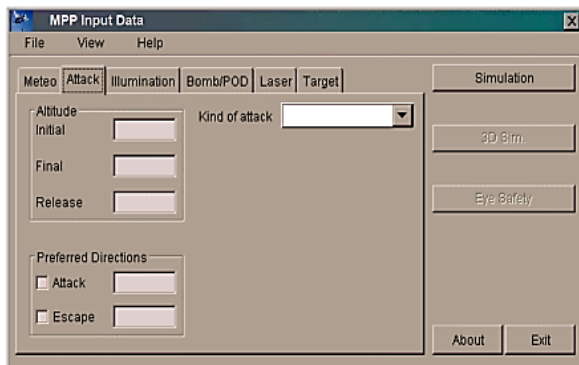 MPP Input Data
File View Help
Meteo Attack Illumination Bomb/POD Laser Target
Altitude
Initial
Final
Release
Kind of attack
Preferred Directions
Attack
Escape
Simulation
3D Sim.
Eye Safety
About Exit